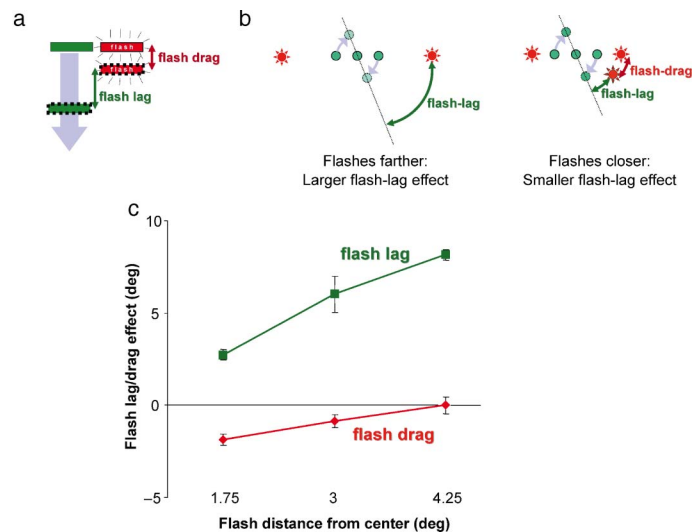 a
flash
flash drag
flash
flash lag
b
flash-lag
flash-drag
flash-lag
Flashes farther:
Larger flash-lag effect
Flashes closer:
Smaller flash-lag effect
c
Flash lag/drag effect (deg)
10
5
0
–5
flash lag
flash drag
1.75
3
4.25
Flash distance from center (deg)